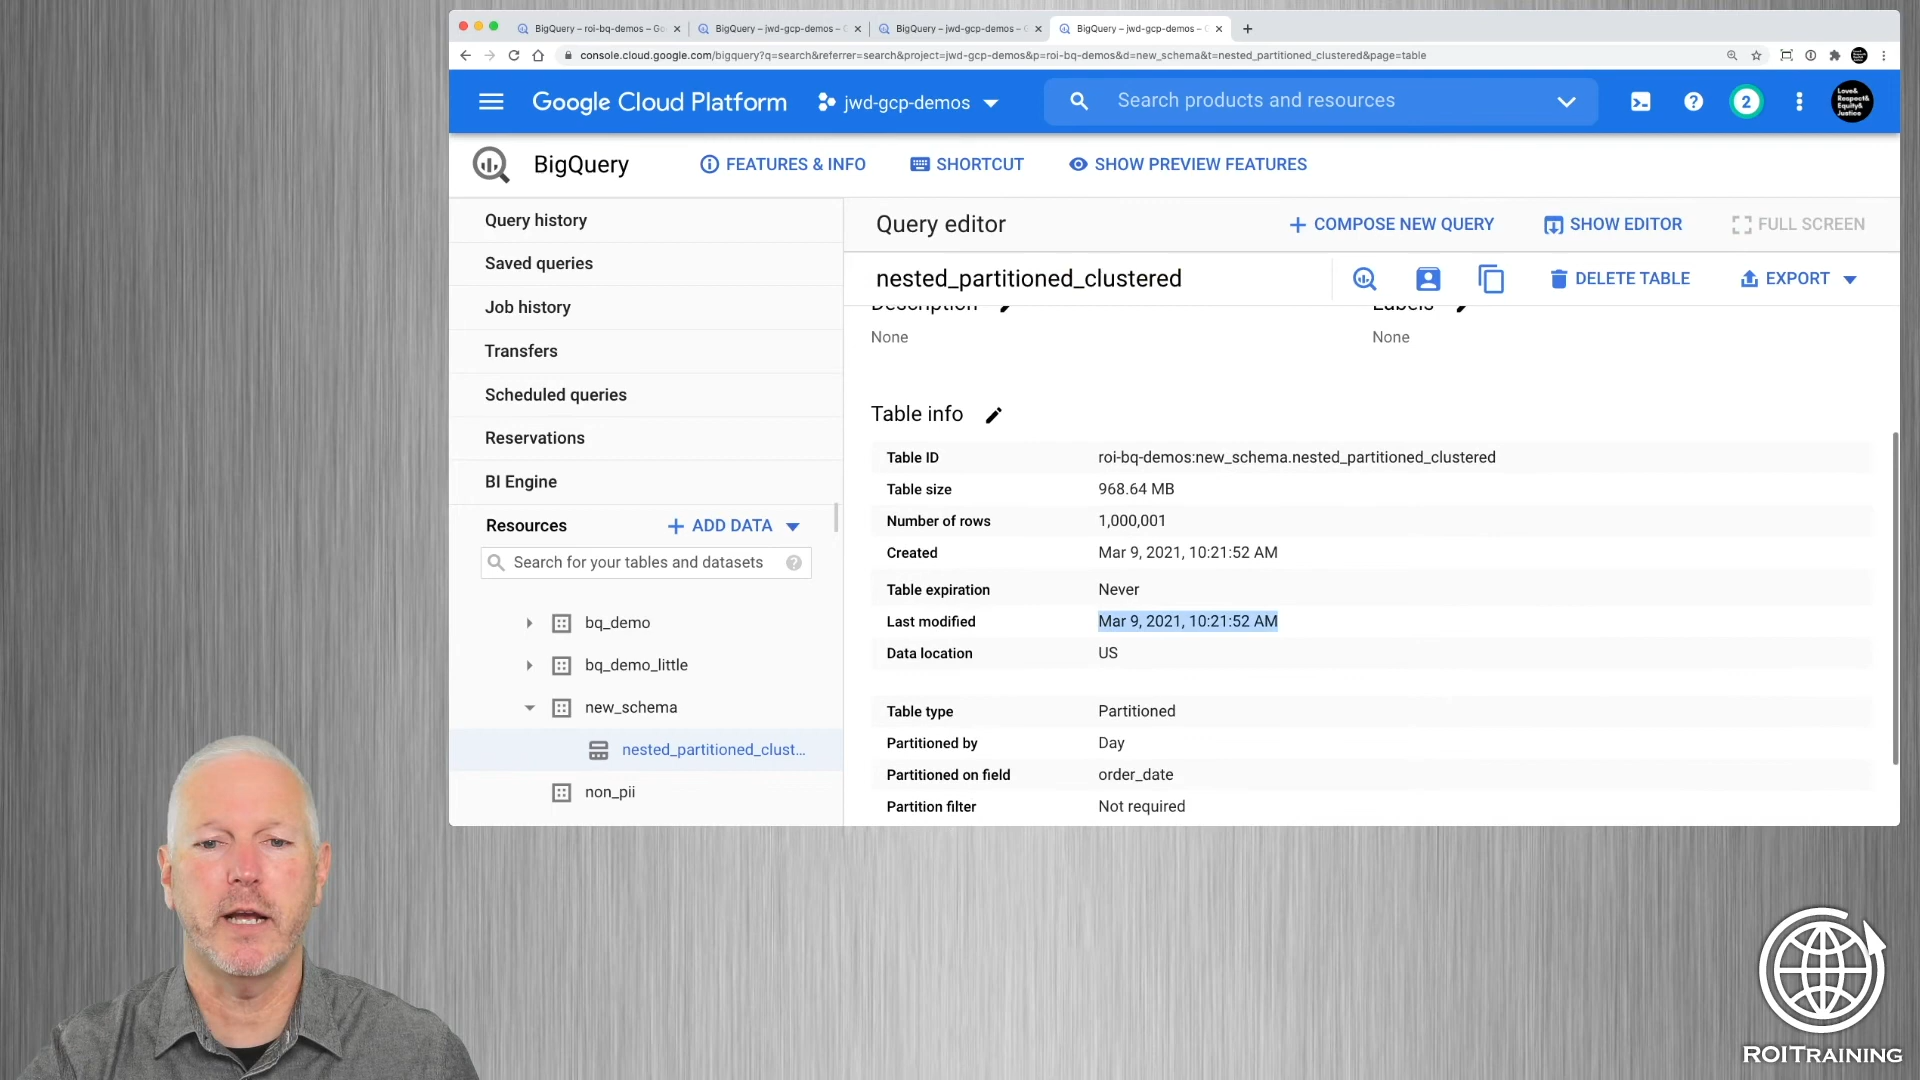 BigQuery – roi-bq-demos – Go
BigQuery – jwd-gcp-demos – G
BigQuery – jwd-gcp-demos – G
BigQuery – jwd-gcp-demos – G
console.cloud.google.com/bigquery?q=search&referrer=search&project=jwd-gcp-demos&p=roi-bq-demos&d=new_schema&t=nested_partitioned_clustered&page=table
Google Cloud Platform
jwd-gcp-demos
Search products and resources
2
Love&
Respect&
Equity&
Justice
BigQuery
FEATURES & INFO
SHORTCUT
SHOW PREVIEW FEATURES
Query history
Saved queries
Job history
Transfers
Scheduled queries
Reservations
BI Engine
Resources
ADD DATA
Search for your tables and datasets
bq_demo
bq_demo_little
new_schema
nested_partitioned_clust...
non_pii
Query editor
COMPOSE NEW QUERY
SHOW EDITOR
FULL SCREEN
nested_partitioned_clustered
DELETE TABLE
EXPORT
Description
Labels
None
None
Table info
Table ID roi-bq-demos:new_schema.nested_partitioned_clustered
Table size 968.64 MB
Number of rows 1,000,001
Created Mar 9, 2021, 10:21:52 AM
Table expiration Never
Last modified Mar 9, 2021, 10:21:52 AM
Data location US
Table type Partitioned
Partitioned by Day
Partitioned on field order_date
Partition filter Not required
ROITRAINING